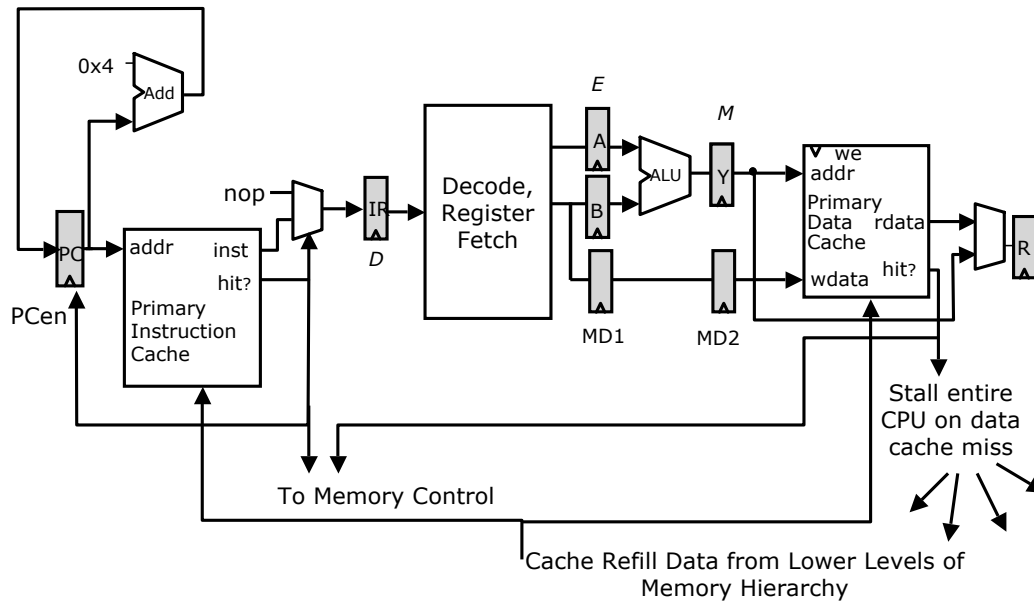 E
0x4
Add
M
A
we
addr
ALU
Y
nop
Decode,
Register
Fetch
Primary
Data
Cache
rdata
IR
B
PC
addr
inst
D
hit?
R
hit?
wdata
PCen
Primary
Instruction
Cache
MD1
MD2
Stall entire
CPU on data
cache miss
To Memory Control
Cache Refill Data from Lower Levels of
Memory Hierarchy